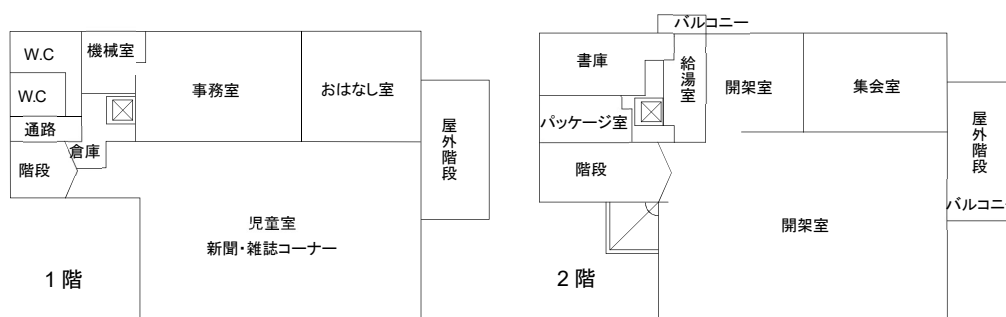 W.C
機械室
事務室
おはなし室
W.C
通路
倉庫
階段
屋外階段
児童室
新聞・雑誌コーナー
1階
バルコニー
書庫
給湯室
開架室
集会室
パッケージ室
階段
屋外階段
バルコニー
開架室
2階